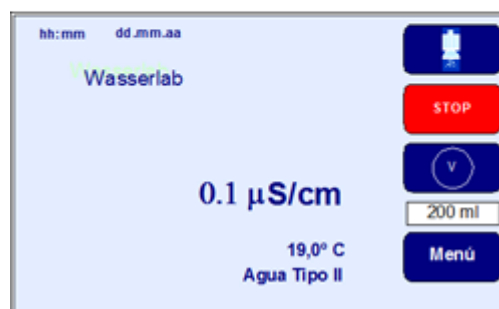 hh:mm dd.mm.aa
Wasserlab
STOP
V
0.1 µS/cm
200 ml
19,0º C
Menú
Agua Tipo II